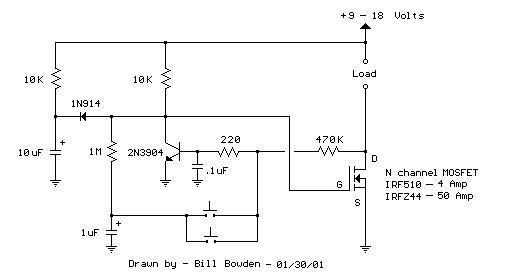 +9 - 18 Volts
10K
10K
Load
1N914
10uF
+
1M
2N3904
220
470K
.1uF
D
G
S
N channel MOSFET
IRF510 - 4 Amp
IRFZ44 - 50 Amp
+
1uF
Drawn by - Bill Bowden - 01/30/01